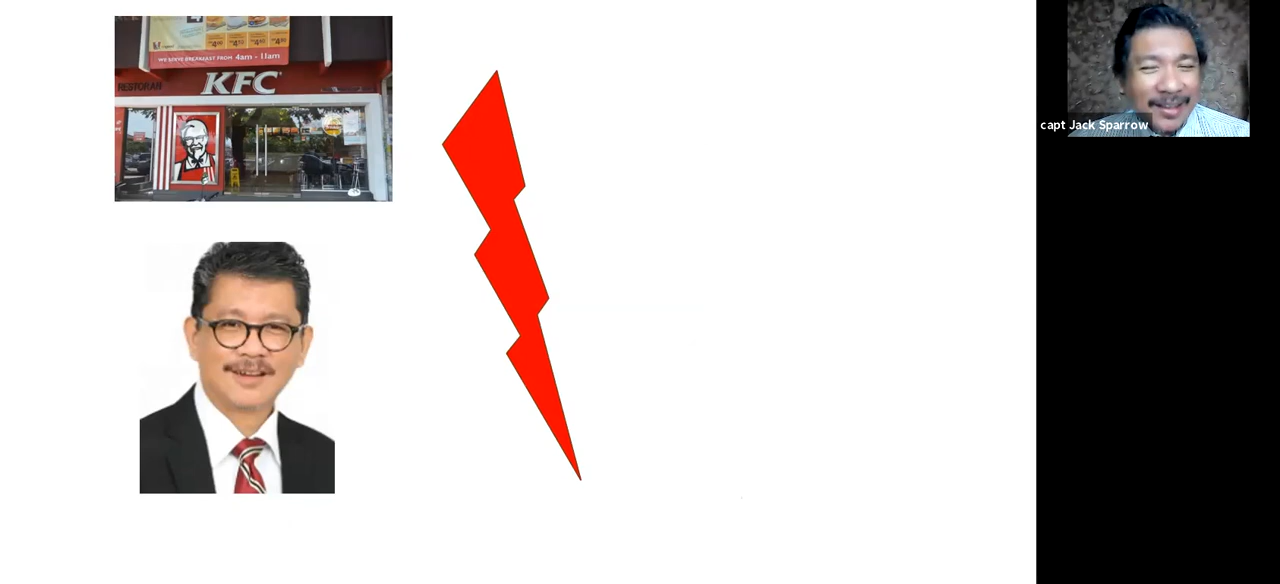 WE SERVE BREAKFAST FROM 4am - 11am
RESTORAN
KFC
capt Jack Sparrow